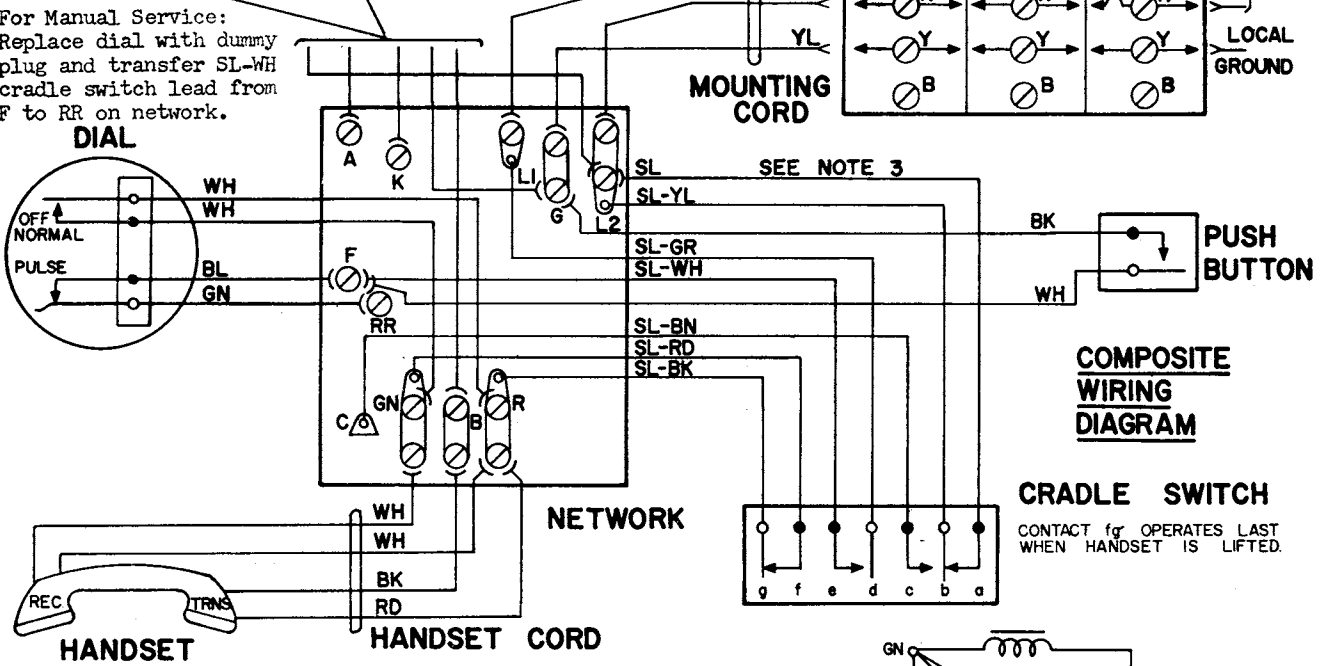 For Manual Service:
Replace dial with dummy
plug and transfer SL-WH
cradle switch lead from
F to RR on network.
DIAL
OFF
NORMAL
PULSE
WH
WH
BL
GN
A
K
L1
G
L2
F
RR
C
GN
B
R
YL
MOUNTING
CORD
Y
Y
Y
B
B
B
LOCAL
GROUND
SL
SEE NOTE 3
SL-YL
SL-GR
SL-WH
SL-BN
SL-RD
SL-BK
BK
WH
PUSH
BUTTON
COMPOSITE
WIRING
DIAGRAM
CRADLE SWITCH
CONTACT fg OPERATES LAST
WHEN HANDSET IS LIFTED.
g f e d c b a
NETWORK
WH
WH
BK
RD
REC
TRNS
HANDSET
HANDSET CORD
GN